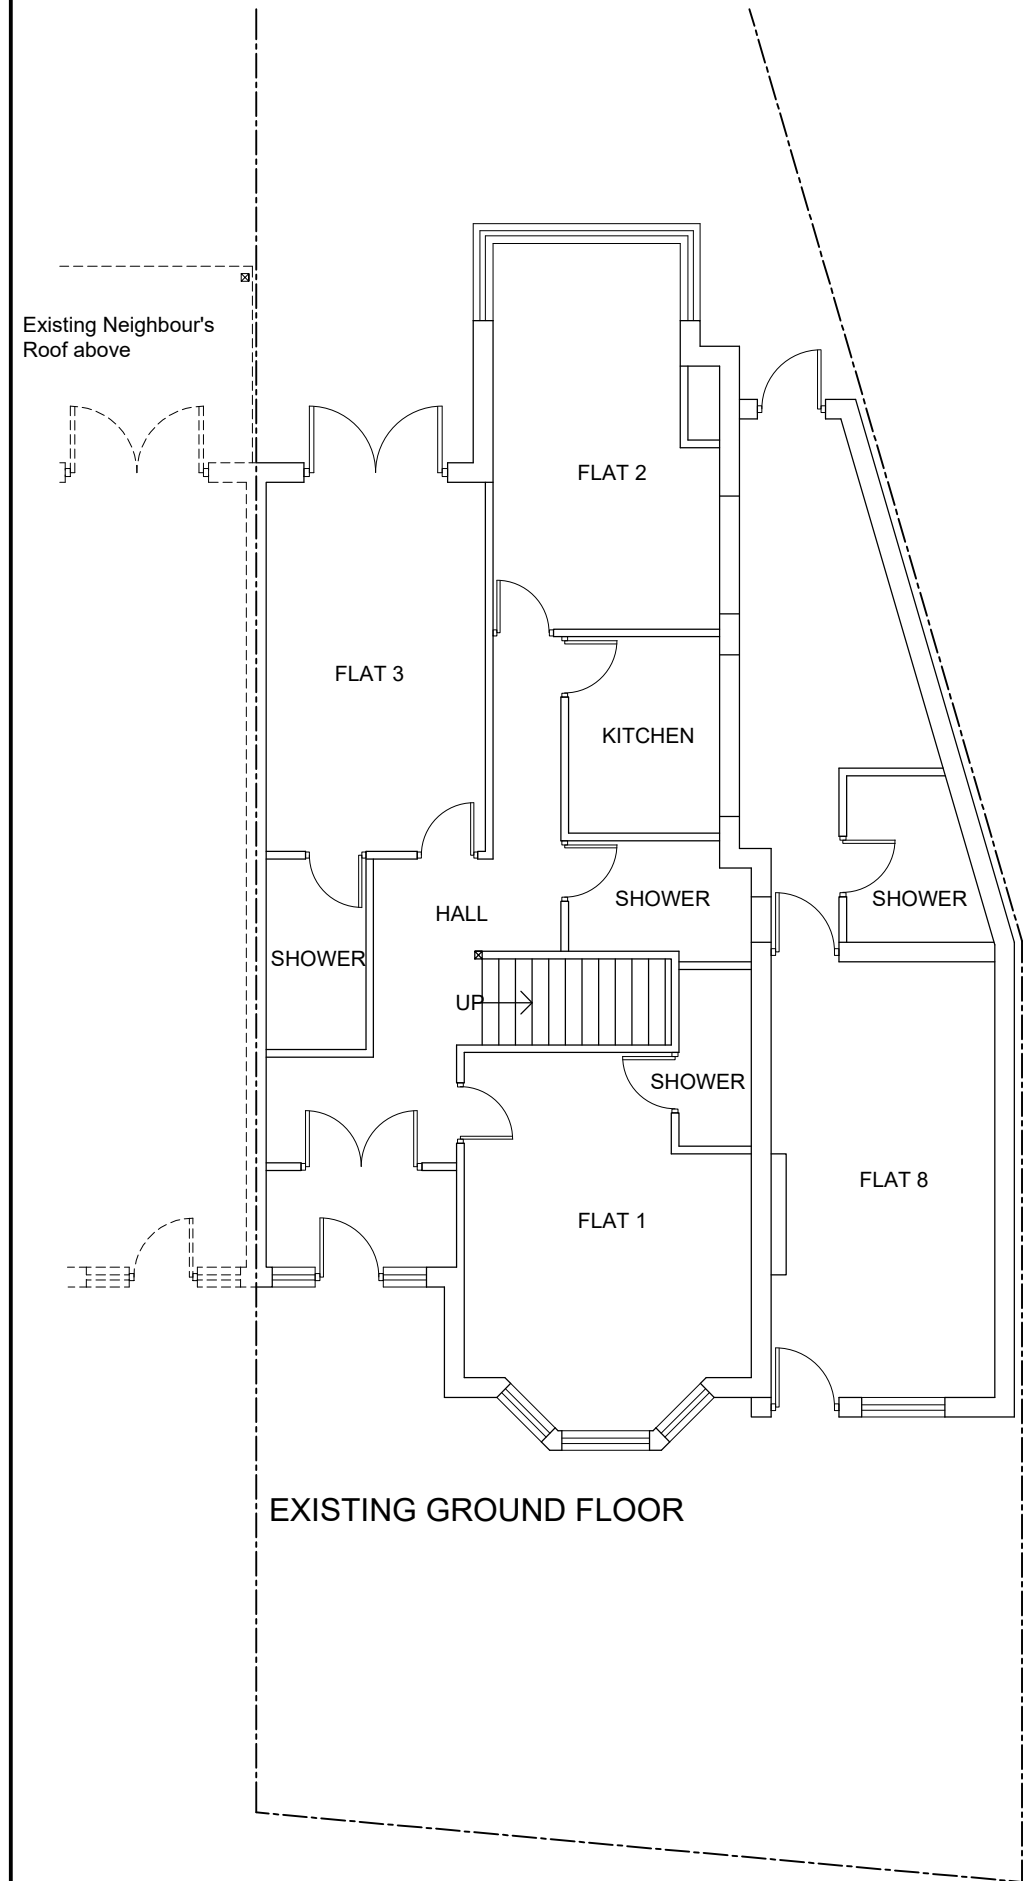 Existing Neighbour's
Roof above
FLAT 2
FLAT 3
KITCHEN
SHOWER
SHOWER
HALL
SHOWER
UP
SHOWER
FLAT 8
FLAT 1
EXISTING GROUND FLOOR